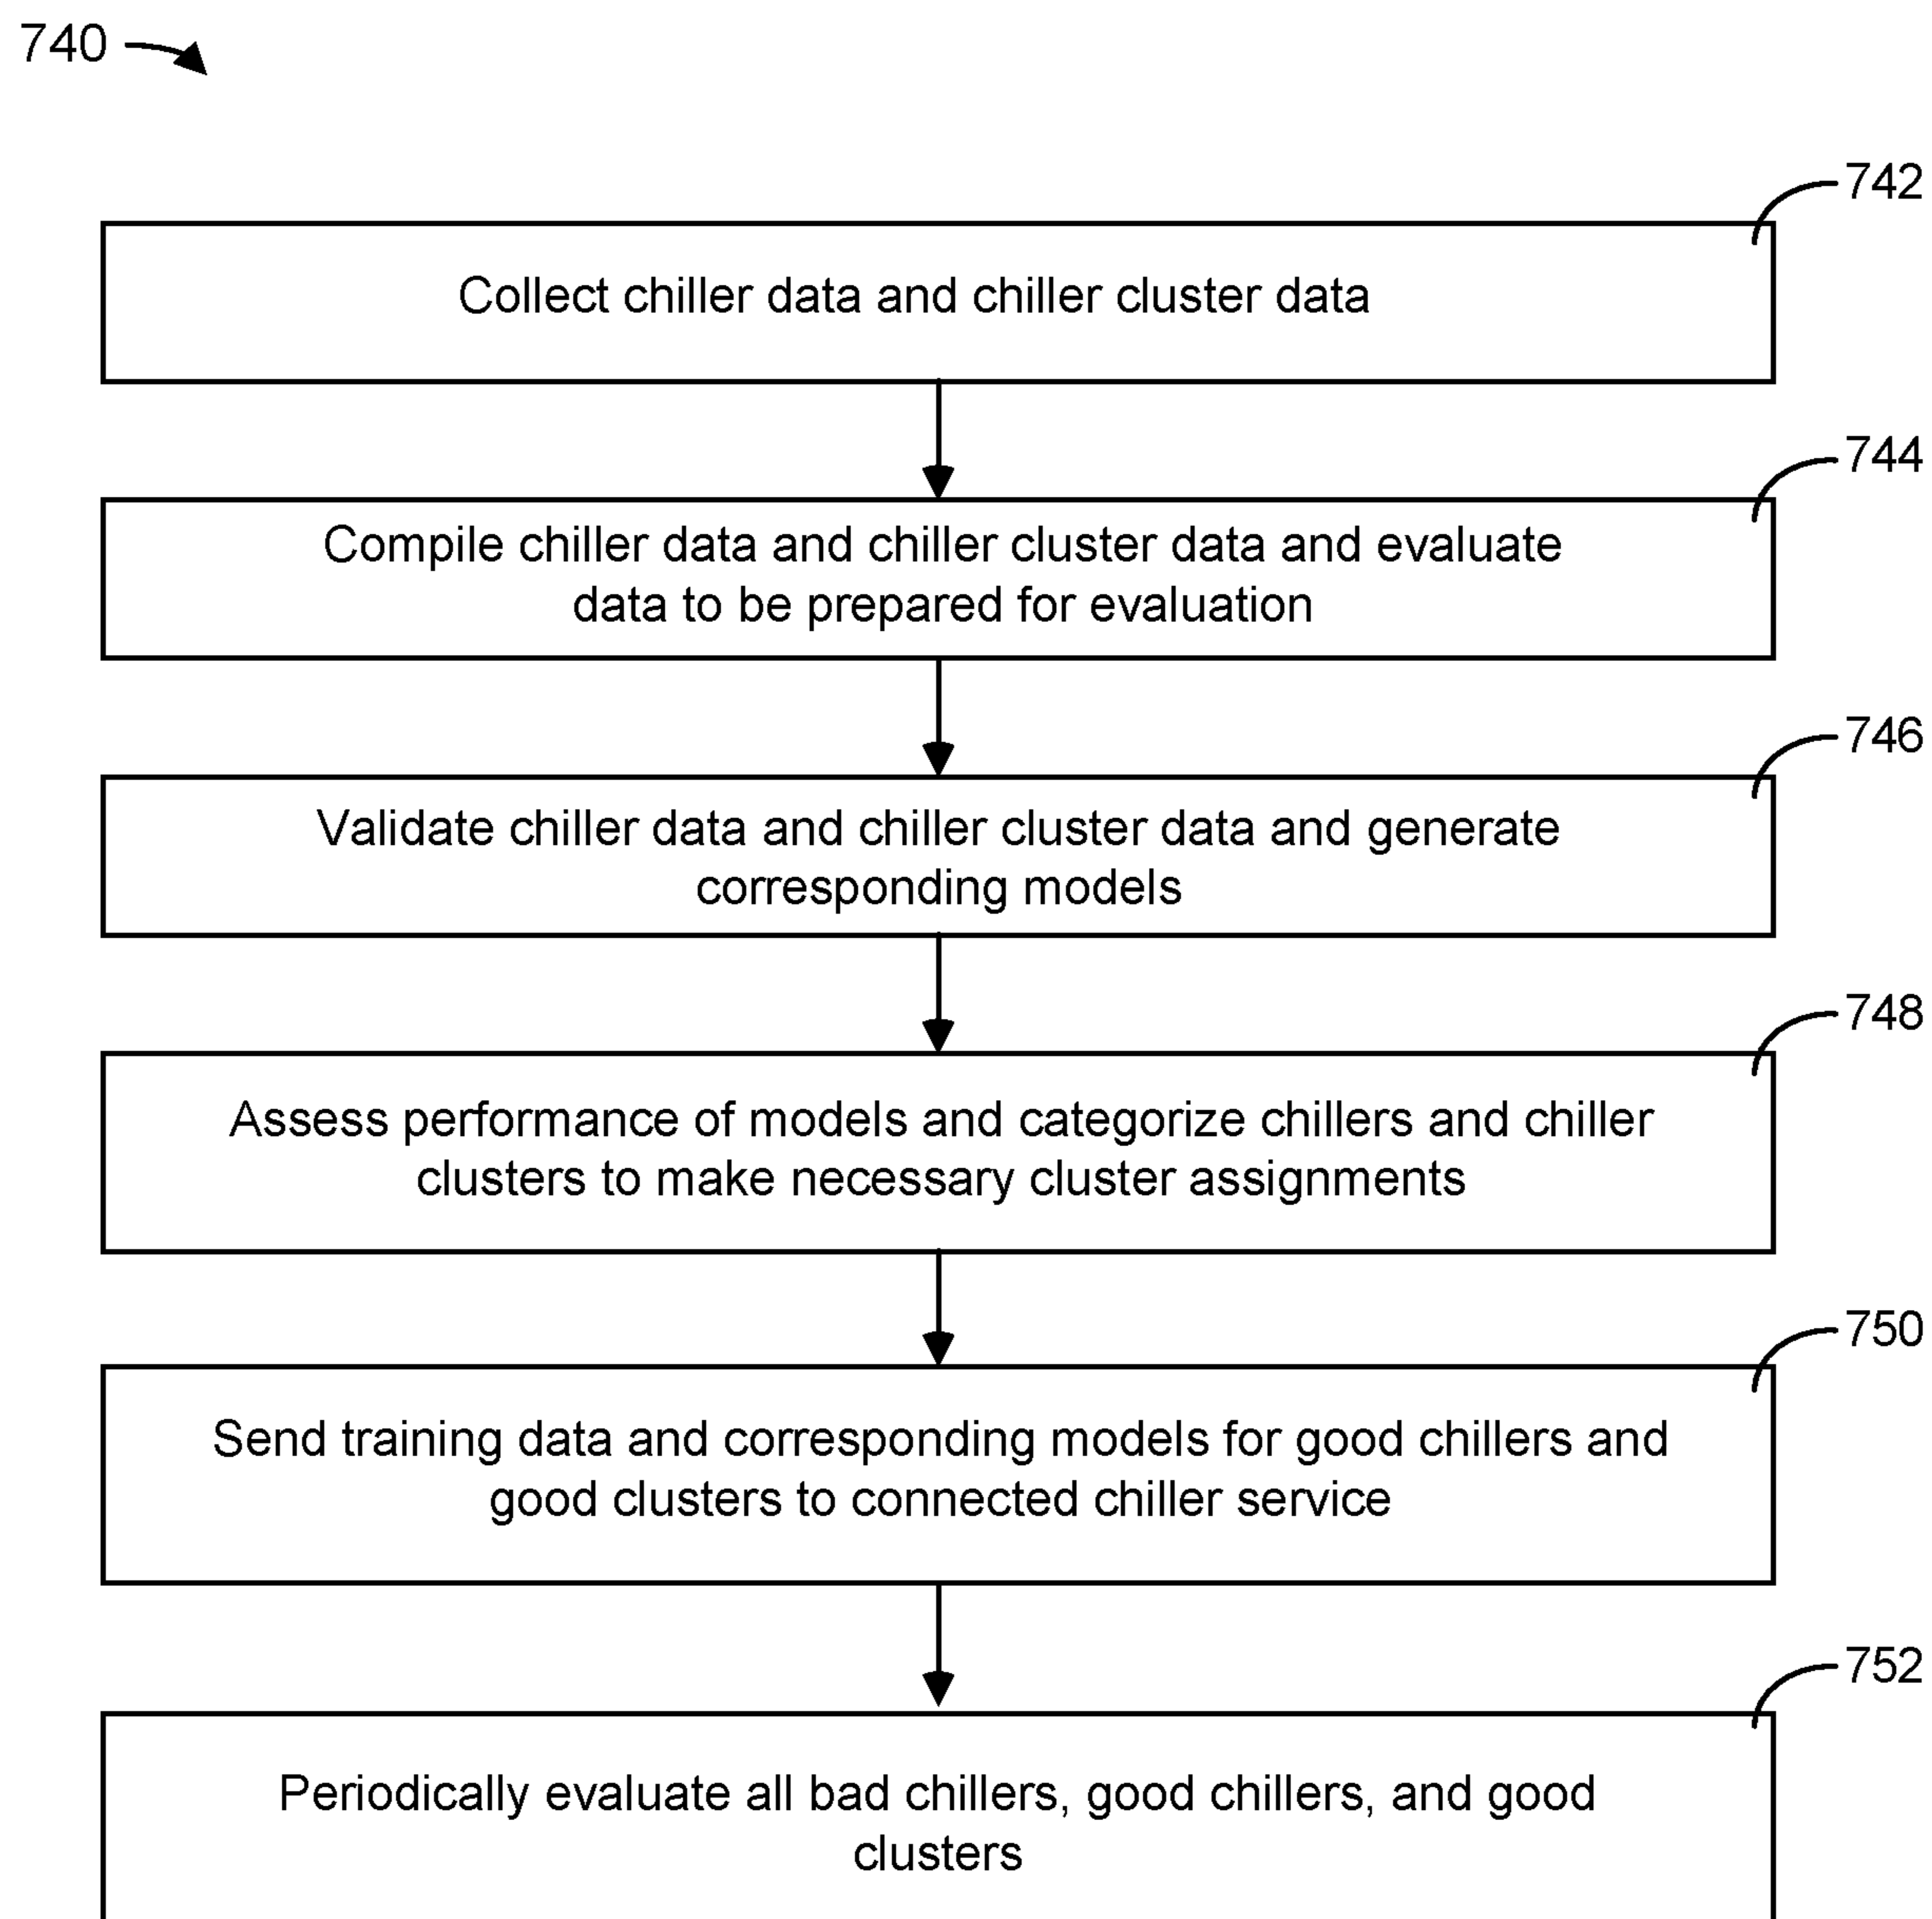 740
742
Collect chiller data and chiller cluster data
744
Compile chiller data and chiller cluster data and evaluate
data to be prepared for evaluation
746
Validate chiller data and chiller cluster data and generate
corresponding models
748
Assess performance of models and categorize chillers and chiller
clusters to make necessary cluster assignments
750
Send training data and corresponding models for good chillers and
good clusters to connected chiller service
752
Periodically evaluate all bad chillers, good chillers, and good
clusters